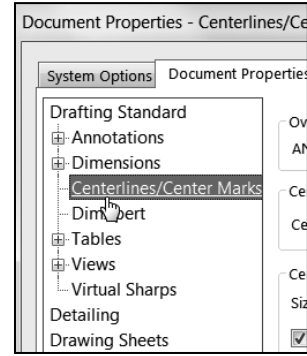 Document Properties - Centerlines/Ce
System Options Document Properties
Drafting Standard
Annotations
Dimensions
Centerlines/Center Marks
Tables
Views
Virtual Sharps
Detailing
Drawing Sheets
Ov
AN
Ce
Ce
Ce
Siz